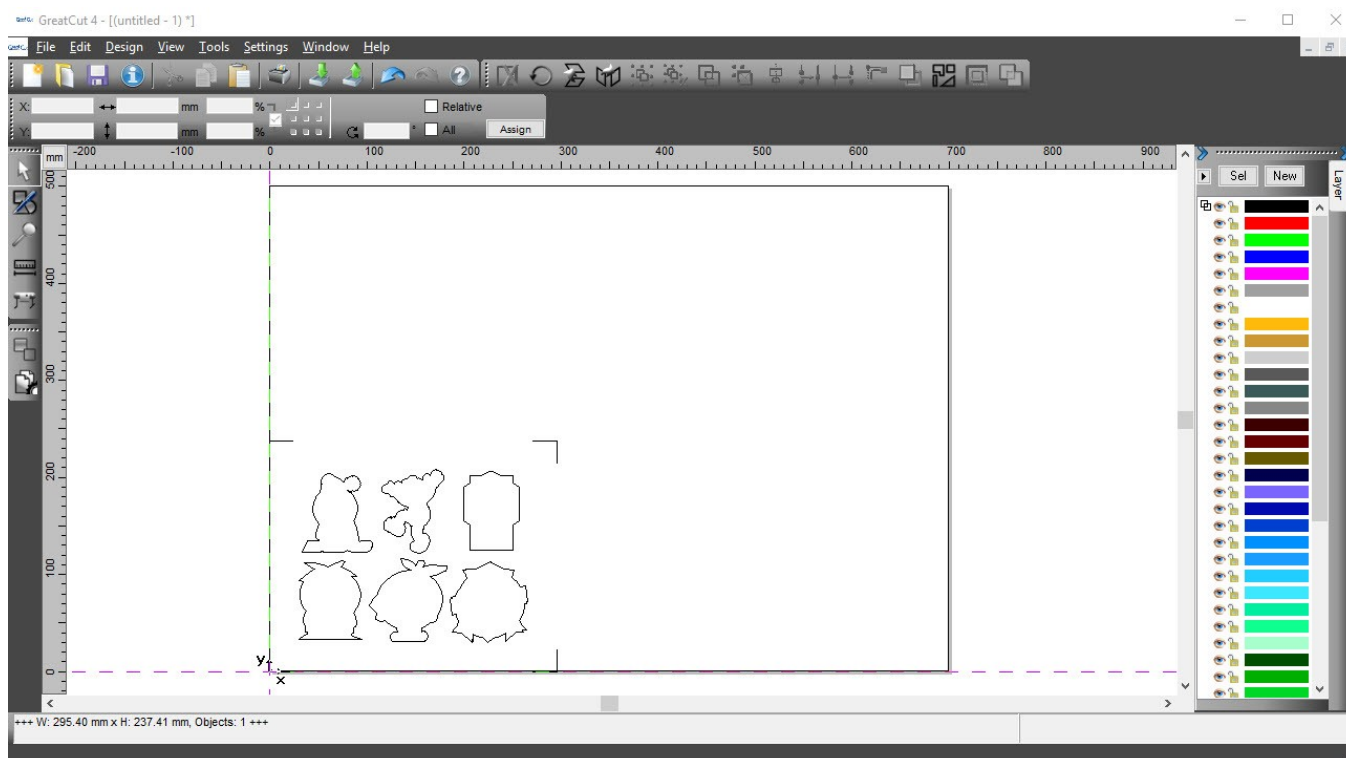 GreatCut 4 - [(untitled - 1) *]
File Edit Design View Tools Settings Window Help
X: mm % Relative
Y: mm % ° All Assign
mm -200 -100 0 100 200 300 400 500 600 700 800 900
Sel New
Layer
500
400
300
200
100
0
y
x
+++ W: 295.40 mm x H: 237.41 mm, Objects: 1 +++